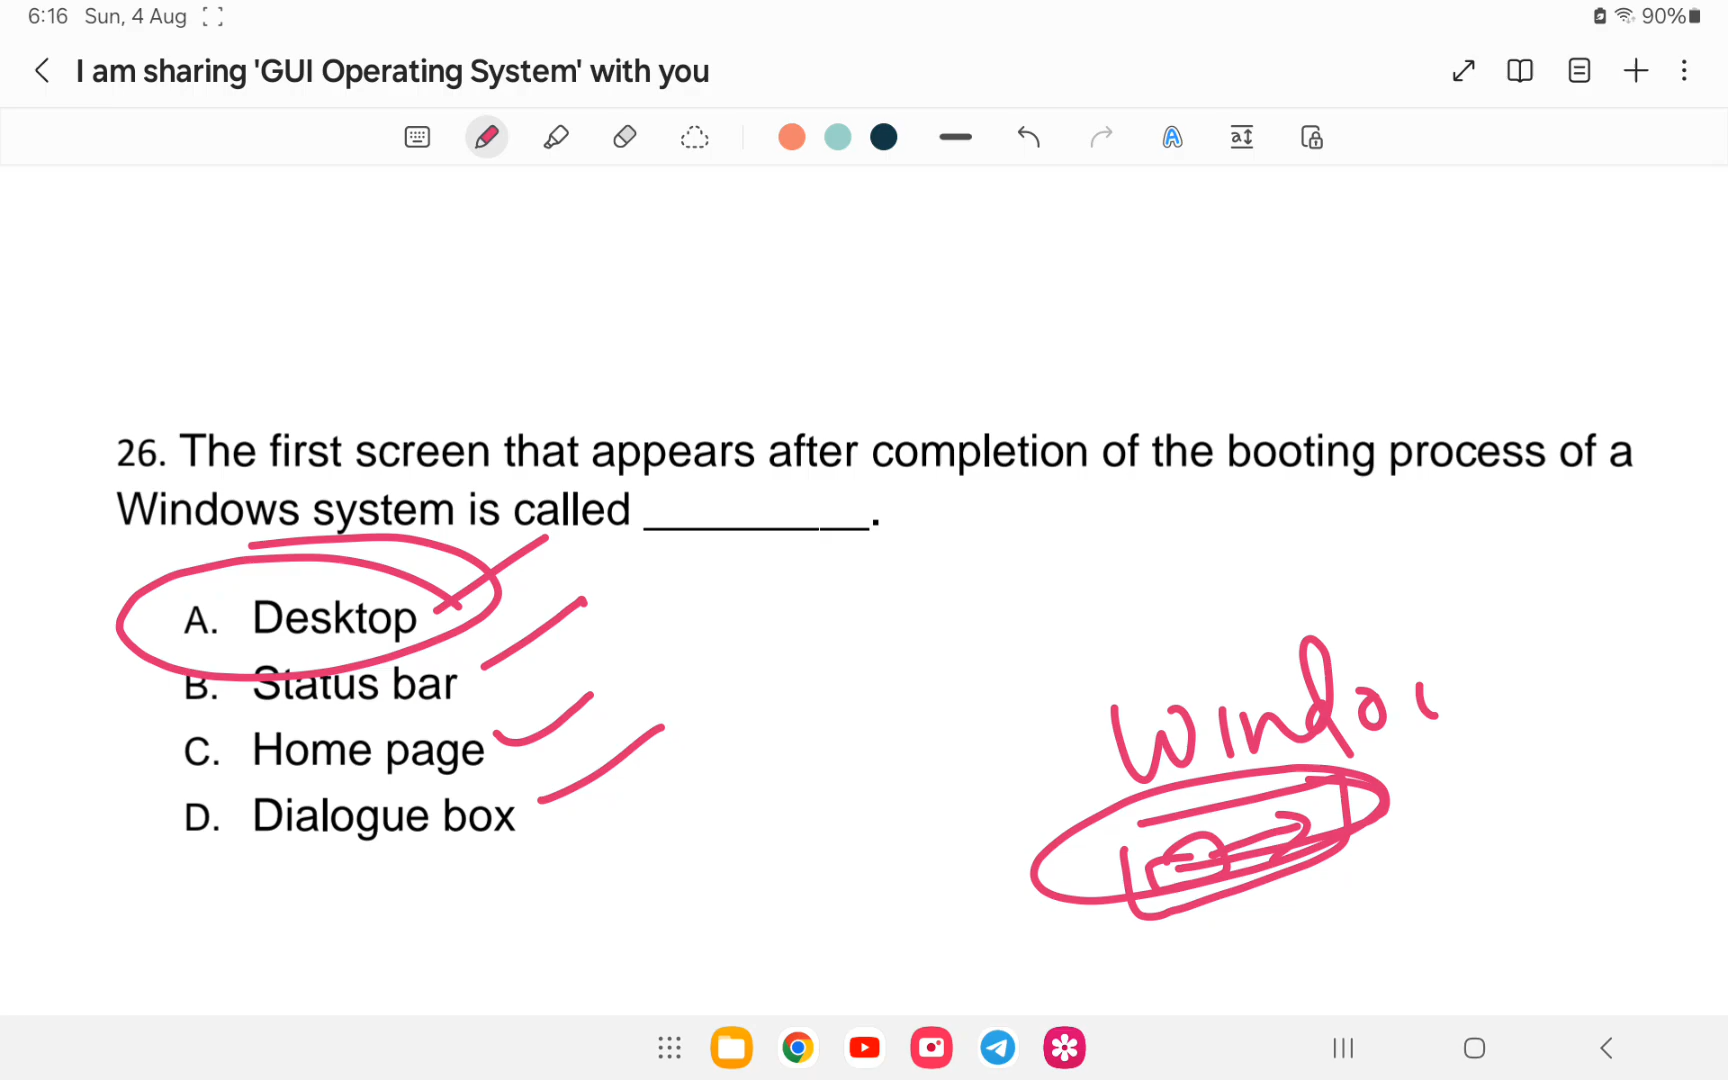 6:16 Sun, 4 Aug 90%
I am sharing 'GUI Operating System' with you
26. The first screen that appears after completion of the booting process of a
Windows system is called __________.
A. Desktop
B. Status bar
C. Home page
D. Dialogue box